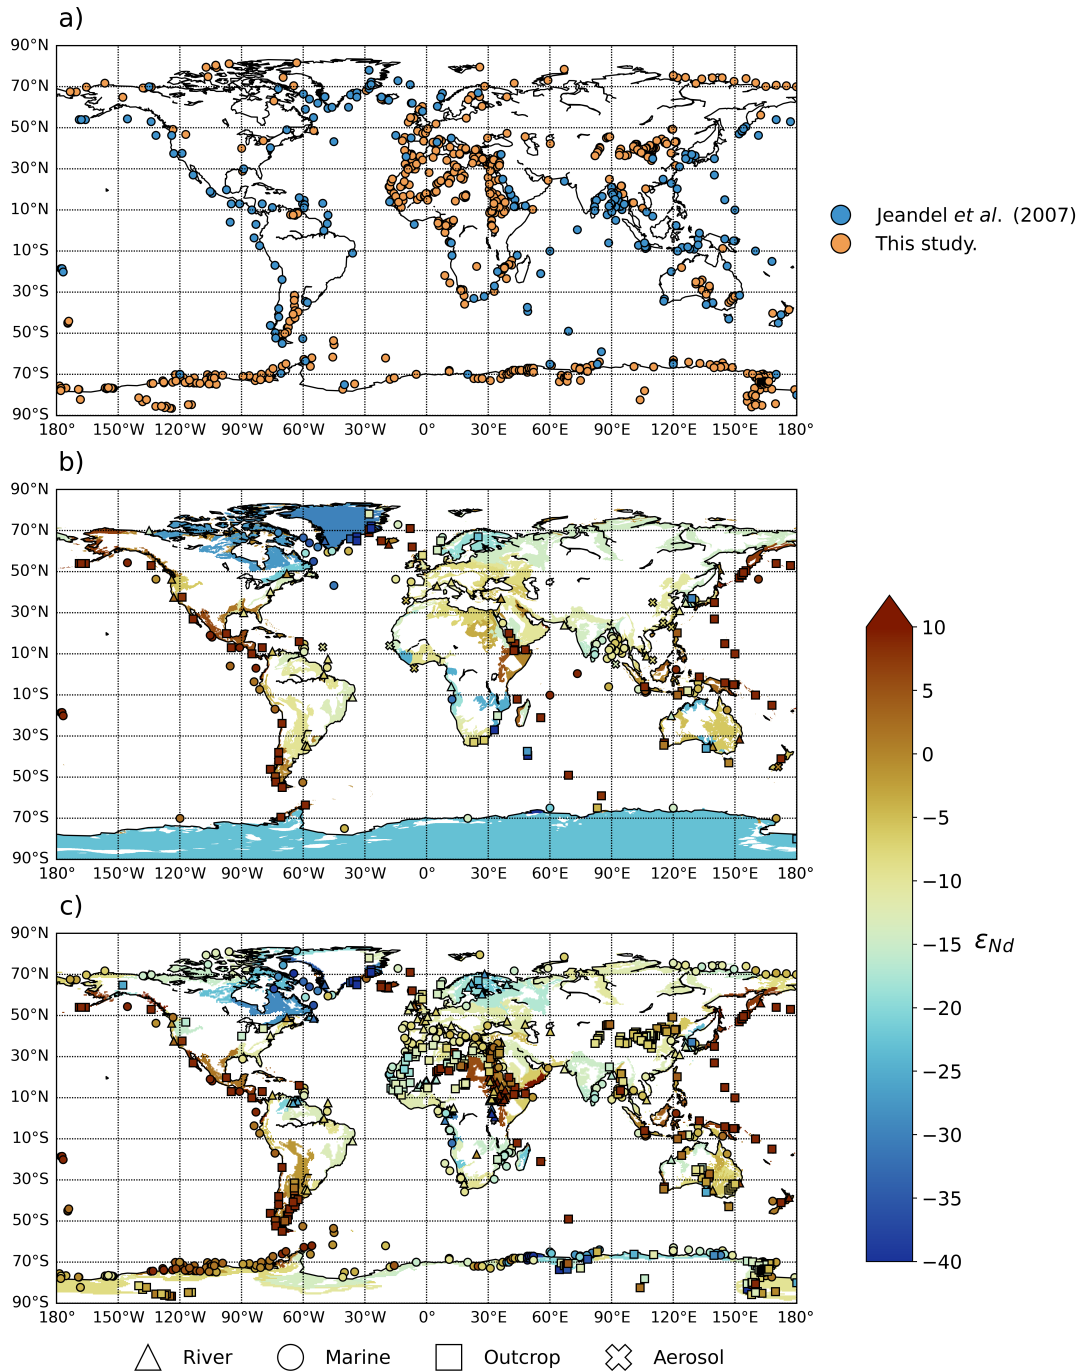 a)
90°N
70°N
50°N
30°N
10°N
10°S
30°S
50°S
70°S
90°S
180° 150°W 120°W 90°W 60°W 30°W 0° 30°E 60°E 90°E 120°E 150°E 180°
Jeandel et al. (2007)
This study.
b)
90°N
70°N
50°N
30°N
10°N
10°S
30°S
50°S
70°S
90°S
180° 150°W 120°W 90°W 60°W 30°W 0° 30°E 60°E 90°E 120°E 150°E 180°
c)
90°N
70°N
50°N
30°N
10°N
10°S
30°S
50°S
70°S
90°S
180° 150°W 120°W 90°W 60°W 30°W 0° 30°E 60°E 90°E 120°E 150°E 180°
10
5
0
−5
−10
−15
−20
−25
−30
−35
−40
εNd
River Marine Outcrop Aerosol